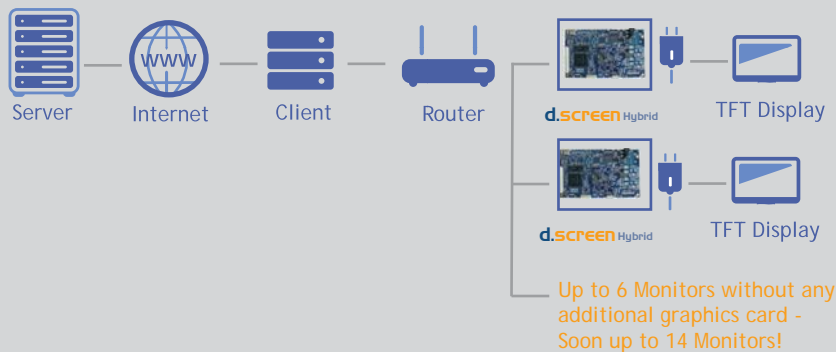 www
Server
Internet
Client
Router
d.screen Hybrid
TFT Display
d.screen Hybrid
TFT Display
Up to 6 Monitors without any
additional graphics card -
Soon up to 14 Monitors!